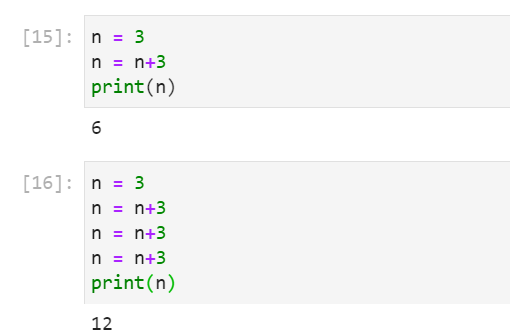 [15]: n = 3
n = n+3
print(n)
6
[16]: n = 3
n = n+3
n = n+3
n = n+3
print(n)
12